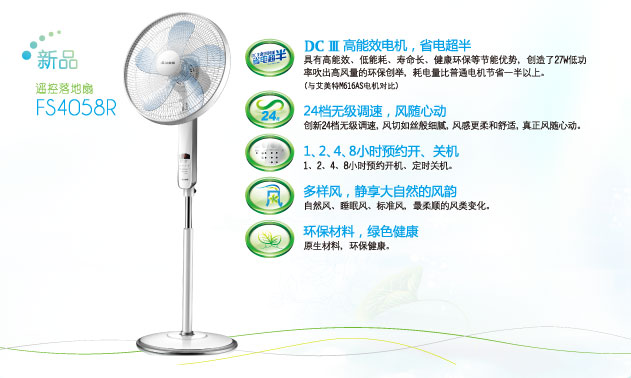 新品
遥控落地扇
FS4058R
省电超半
DC Ⅲ 高能效电机，省电超半
具有高能效、低能耗、寿命长、健康环保等节能优势，创造了27W低功
率吹出高风量的环保创举，耗电量比普通电机节省一半以上。
(与艾美特M616AS电机对比)
24
24档无级调速，风随心动
创新24档无级调速，风切如丝般细腻，风感更柔和舒适，真正风随心动。
1、2、4、8小时预约开、关机
1、2、4、8小时预约开机、定时关机。
风
多样风，静享大自然的风韵
自然风、睡眠风、标准风，最柔顺的风类变化。
环保材料，绿色健康
原生材料，环保健康。